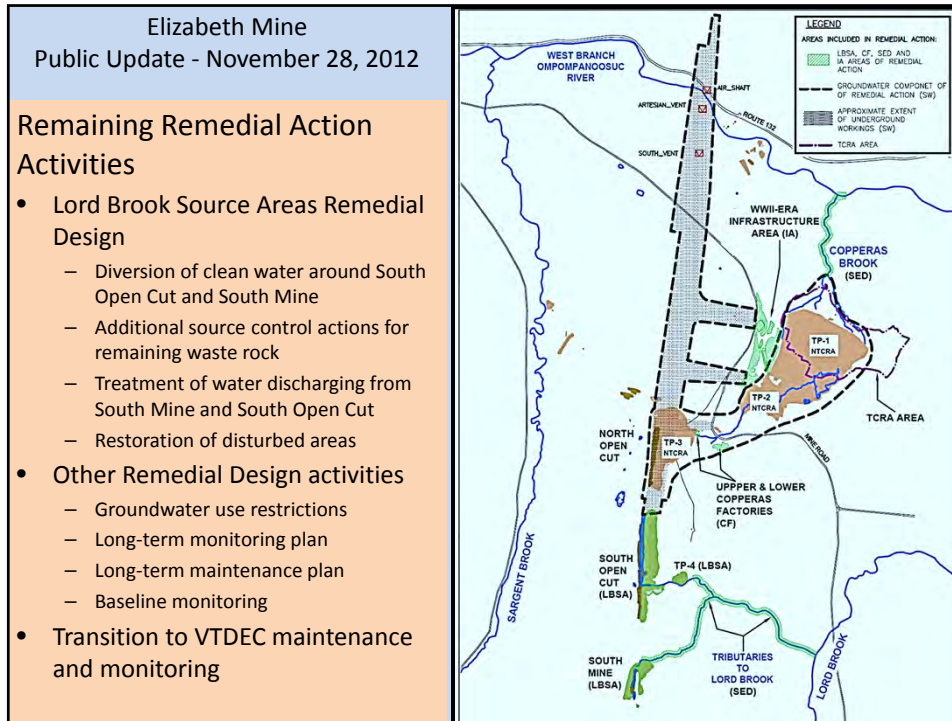 Elizabeth Mine
Public Update - November 28, 2012
Remaining Remedial Action
Activities
• Lord Brook Source Areas Remedial
Design
– Diversion of clean water around South
Open Cut and South Mine
– Additional source control actions for
remaining waste rock
– Treatment of water discharging from
South Mine and South Open Cut
– Restoration of disturbed areas
• Other Remedial Design activities
– Groundwater use restrictions
– Long-term monitoring plan
– Long-term maintenance plan
– Baseline monitoring
• Transition to VTDEC maintenance
and monitoring
LEGEND
AREAS INCLUDED IN REMEDIAL ACTION:
LBSA, CF, SED AND
IA AREAS OF REMEDIAL
ACTION
GROUNDWATER COMPONET OF
OF REMEDIAL ACTION (SW)
APPROXIMATE EXTENT
OF UNDERGROUND
WORKINGS (SW)
TCRA AREA
WEST BRANCH
OMPOMPANOOSUC
RIVER
AIR_SHAFT
ARTESIAN_VENT
ROUTE 132
SOUTH_VENT
WWII-ERA
INFRASTRUCTURE
AREA (IA)
COPPERAS
BROOK
(SED)
TP-1
NTCRA
TP-2
NTCRA
TCRA AREA
NORTH
OPEN
CUT
TP-3
NTCRA
MINE ROAD
UPPPER & LOWER
COPPERAS
FACTORIES
(CF)
SARGENT BROOK
SOUTH
OPEN
CUT
(LBSA)
TP-4 (LBSA)
SOUTH
MINE
(LBSA)
TRIBUTARIES
TO
LORD BROOK
(SED)
LORD BROOK